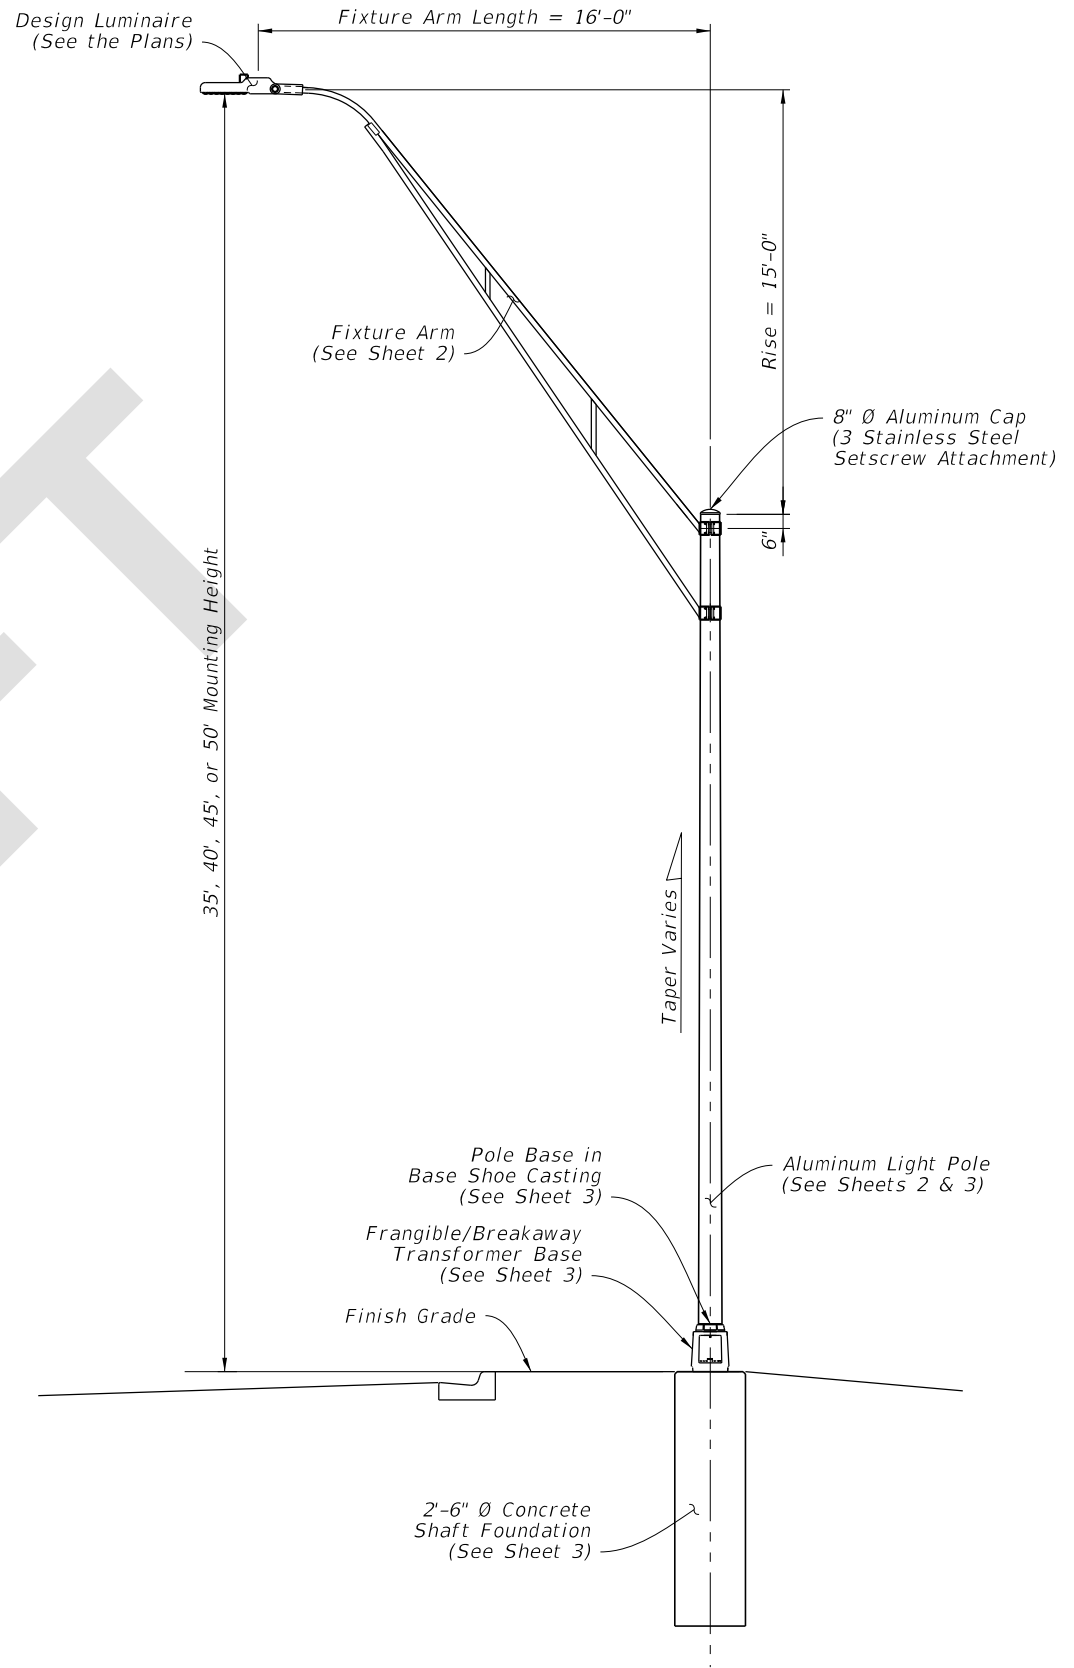 Design Luminaire
(See the Plans)
Fixture Arm Length = 16'-0"
Rise = 15'-0"
Fixture Arm
(See Sheet 2)
8" Ø Aluminum Cap
(3 Stainless Steel
Setscrew Attachment)
6"
35', 40', 45', or 50' Mounting Height
Taper Varies
Pole Base in
Base Shoe Casting
(See Sheet 3)
Aluminum Light Pole
(See Sheets 2 & 3)
Frangible/Breakaway
Transformer Base
(See Sheet 3)
Finish Grade
2'-6" Ø Concrete
Shaft Foundation
(See Sheet 3)